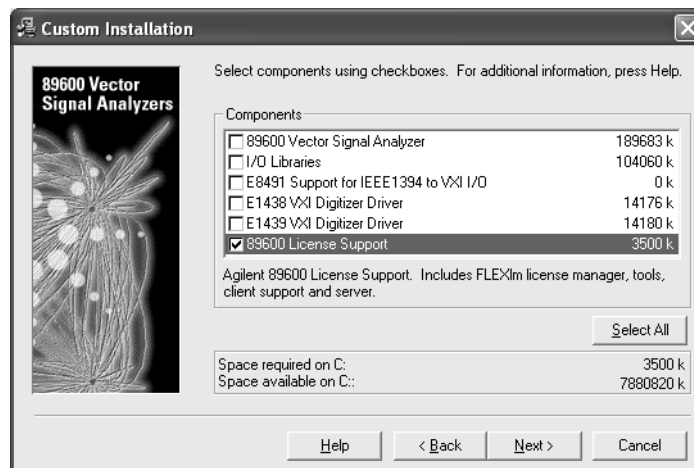 Custom Installation
89600 Vector
Signal Analyzers
Select components using checkboxes. For additional information, press Help.
Components
89600 Vector Signal Analyzer 189683 k
I/O Libraries 104060 k
E8491 Support for IEEE1394 to VXI I/O 0 k
E1438 VXI Digitizer Driver 14176 k
E1439 VXI Digitizer Driver 14180 k
89600 License Support 3500 k
Agilent 89600 License Support. Includes FLEXlm license manager, tools,
client support and server.
Select All
Space required on C: 3500 k
Space available on C:: 7880820 k
Help < Back Next > Cancel